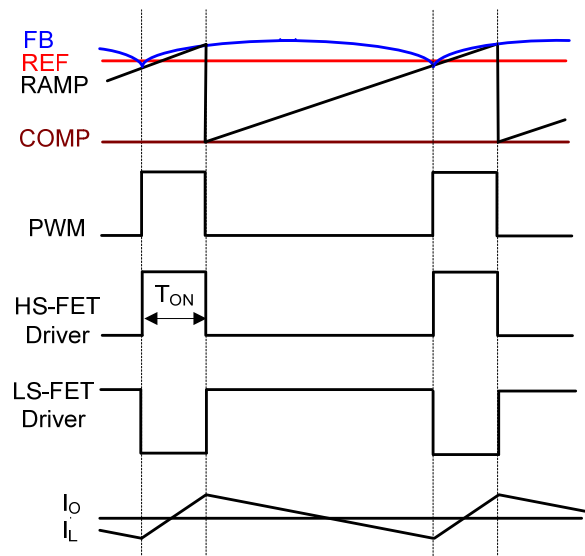 FB
REF
RAMP
COMP
PWM
HS-FET
Driver
TON
LS-FET
Driver
IO
IL